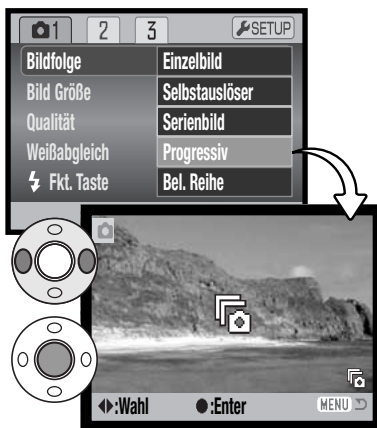 1 2 3 SETUP
Bildfolge Einzelbild
Bild Größe Selbstauslöser
Qualität Serienbild
Weißabgleich Progressiv
Fkt. Taste Bel. Reihe
:Wahl :Enter MENU